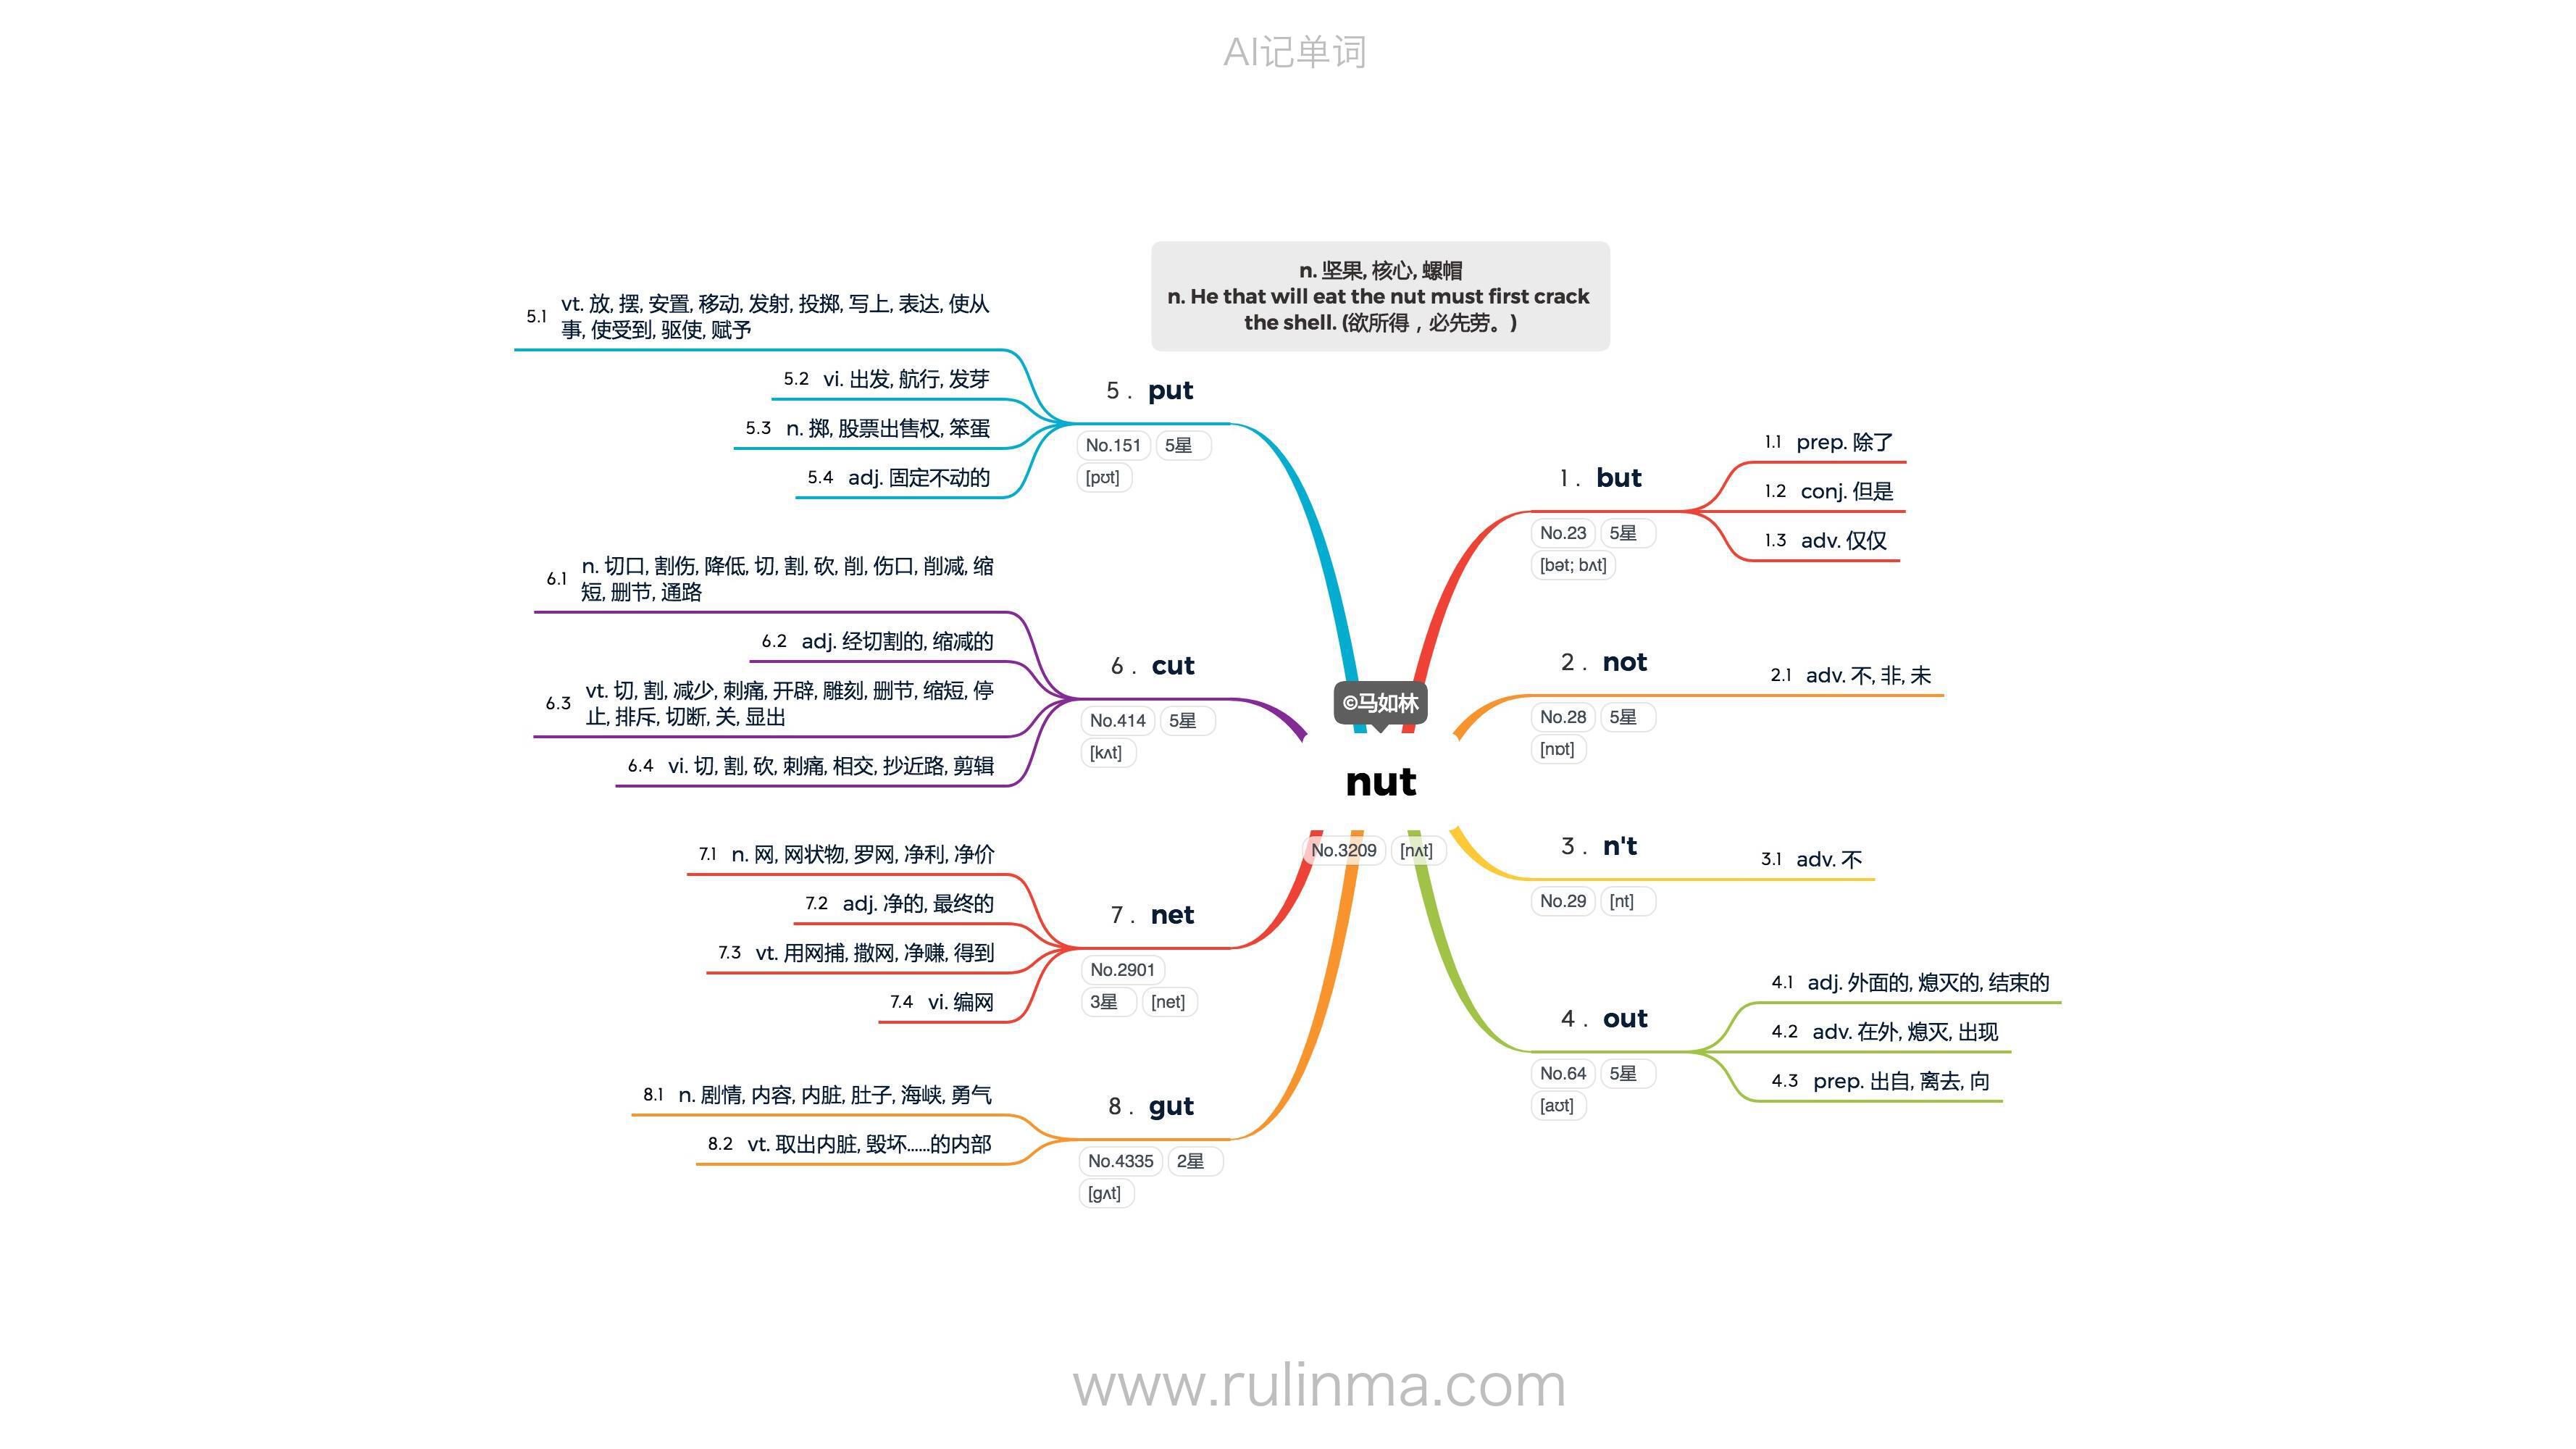 AI记单词
n. 坚果, 核心, 螺帽
n. He that will eat the nut must first crack
the shell. (欲所得，必先劳。)
©马如林
nut
No.3209 [nʌt]
1 . but
No.23 5星
[bət; bʌt]
1.1 prep. 除了
1.2 conj. 但是
1.3 adv. 仅仅
2 . not
No.28 5星
[nɒt]
2.1 adv. 不, 非, 未
3 . n't
No.29 [nt]
3.1 adv. 不
4 . out
No.64 5星
[aʊt]
4.1 adj. 外面的, 熄灭的, 结束的
4.2 adv. 在外, 熄灭, 出现
4.3 prep. 出自, 离去, 向
5 . put
No.151 5星
[pʊt]
5.1 vt. 放, 摆, 安置, 移动, 发射, 投掷, 写上, 表达, 使从
事, 使受到, 驱使, 赋予
5.2 vi. 出发, 航行, 发芽
5.3 n. 掷, 股票出售权, 笨蛋
5.4 adj. 固定不动的
6 . cut
No.414 5星
[kʌt]
6.1 n. 切口, 割伤, 降低, 切, 割, 砍, 削, 伤口, 削减, 缩
短, 删节, 通路
6.2 adj. 经切割的, 缩减的
6.3 vt. 切, 割, 减少, 刺痛, 开辟, 雕刻, 删节, 缩短, 停
止, 排斥, 切断, 关, 显出
6.4 vi. 切, 割, 砍, 刺痛, 相交, 抄近路, 剪辑
7 . net
No.2901
3星 [net]
7.1 n. 网, 网状物, 罗网, 净利, 净价
7.2 adj. 净的, 最终的
7.3 vt. 用网捕, 撒网, 净赚, 得到
7.4 vi. 编网
8 . gut
No.4335 2星
[gʌt]
8.1 n. 剧情, 内容, 内脏, 肚子, 海峡, 勇气
8.2 vt. 取出内脏, 毁坏……的内部
www.rulinma.com